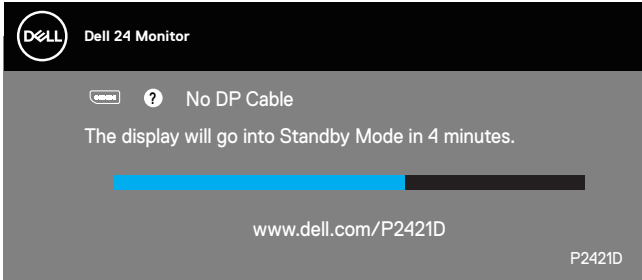 DELL
Dell 24 Monitor
? No DP Cable
The display will go into Standby Mode in 4 minutes.
www.dell.com/P2421D
P2421D